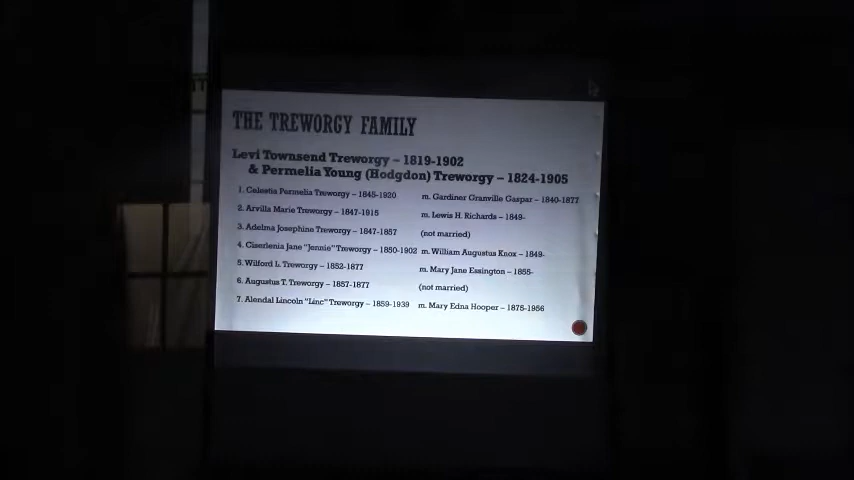 THE TREWORGY FAMILY
Levi Townsend Treworgy – 1819-1902
& Permelia Young (Hodgdon) Treworgy – 1824-1905
1. Celestia Permelia Treworgy – 1845-1920 m. Gardiner Granville Gaspar – 1840-1877
2. Arvilla Marie Treworgy – 1847-1915 m. Lewis H. Richards – 1849-
3. Adelma Josephine Treworgy – 1847-1857 (not married)
4. Ciserlenia Jane "Jennie" Treworgy – 1850-1902 m. William Augustus Knox – 1849-
5. Wilford L. Treworgy – 1852-1877 m. Mary Jane Essington – 1855-
6. Augustus T. Treworgy – 1857-1877 (not married)
7. Alendal Lincoln "Linc" Treworgy – 1859-1939 m. Mary Edna Hooper – 1875-1956